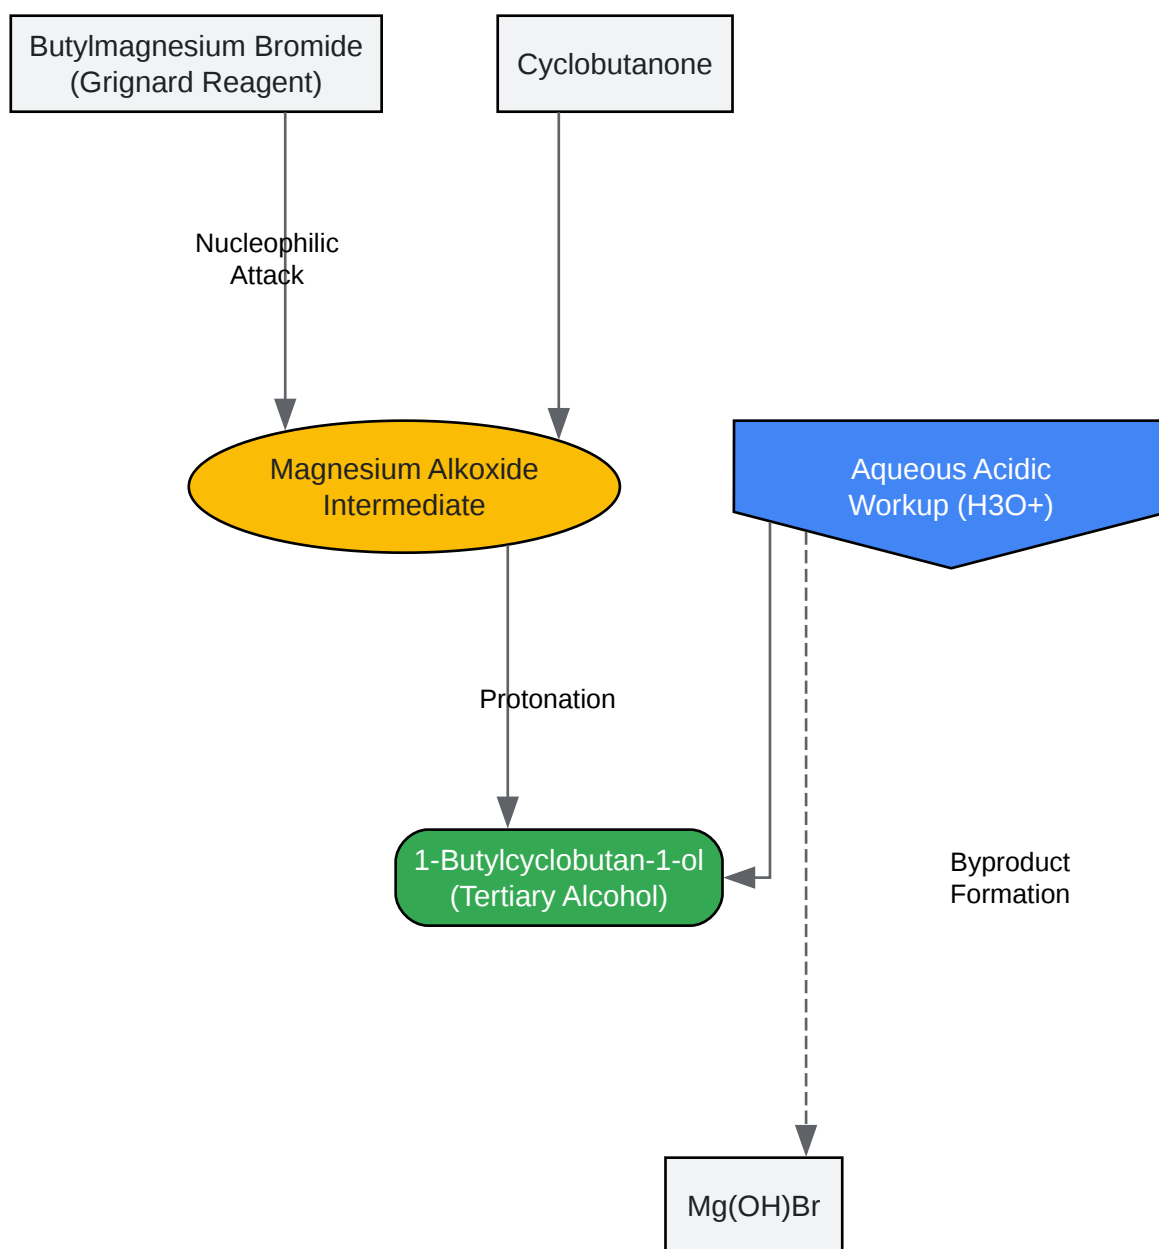 Butylmagnesium Bromide
(Grignard Reagent)
Cyclobutanone
Nucleophilic
Attack
Magnesium Alkoxide
Intermediate
Aqueous Acidic
Workup (H3O+)
Protonation
1-Butylcyclobutan-1-ol
(Tertiary Alcohol)
Byproduct
Formation
Mg(OH)Br